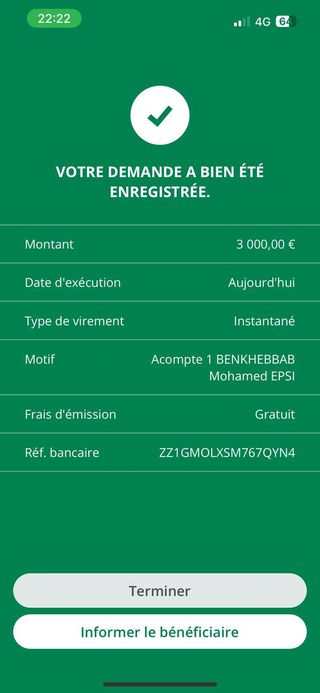 22:22
4G
64
VOTRE DEMANDE A BIEN ÉTÉ
ENREGISTRÉE.
Montant 3 000,00 €
Date d'exécution Aujourd'hui
Type de virement Instantané
Motif Acompte 1 BENKHEBBAB
Mohamed EPSI
Frais d'émission Gratuit
Réf. bancaire ZZ1GMOLXSM767QYN4
Terminer
Informer le bénéficiaire